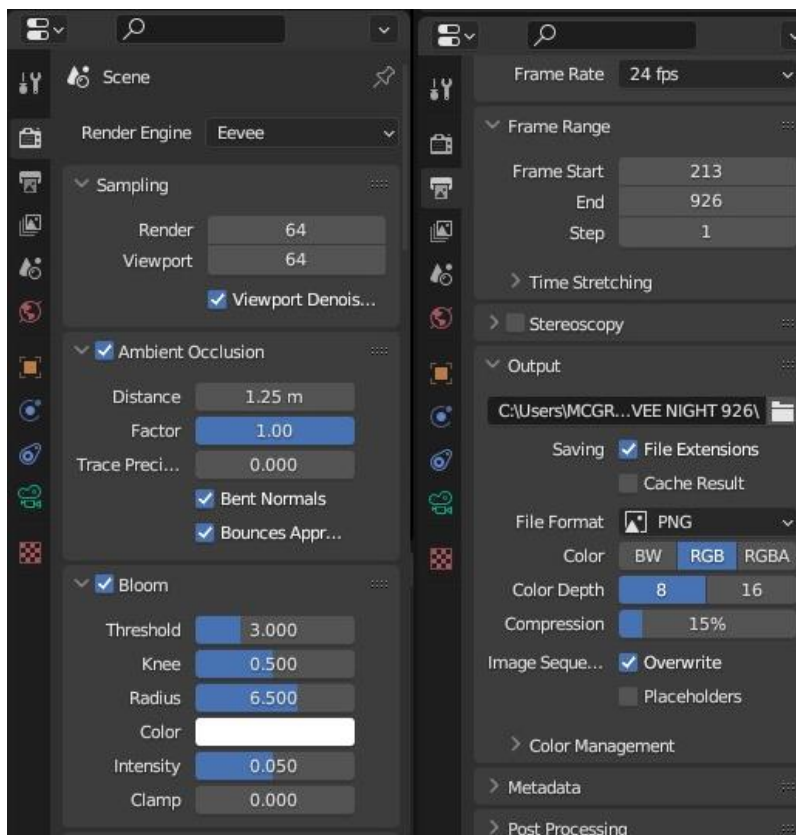 Scene
Render Engine Eevee
Sampling
Render 64
Viewport 64
Viewport Denois...
Ambient Occlusion
Distance 1.25 m
Factor 1.00
Trace Preci... 0.000
Bent Normals
Bounces Appr...
Bloom
Threshold 3.000
Knee 0.500
Radius 6.500
Color
Intensity 0.050
Clamp 0.000
Frame Rate 24 fps
Frame Range
Frame Start 213
End 926
Step 1
Time Stretching
Stereoscopy
Output
C:\Users\MCGR...VEE NIGHT 926\
Saving File Extensions
Cache Result
File Format PNG
Color BW RGB RGBA
Color Depth 8 16
Compression 15%
Image Seque... Overwrite
Placeholders
Color Management
Metadata
Post Processing